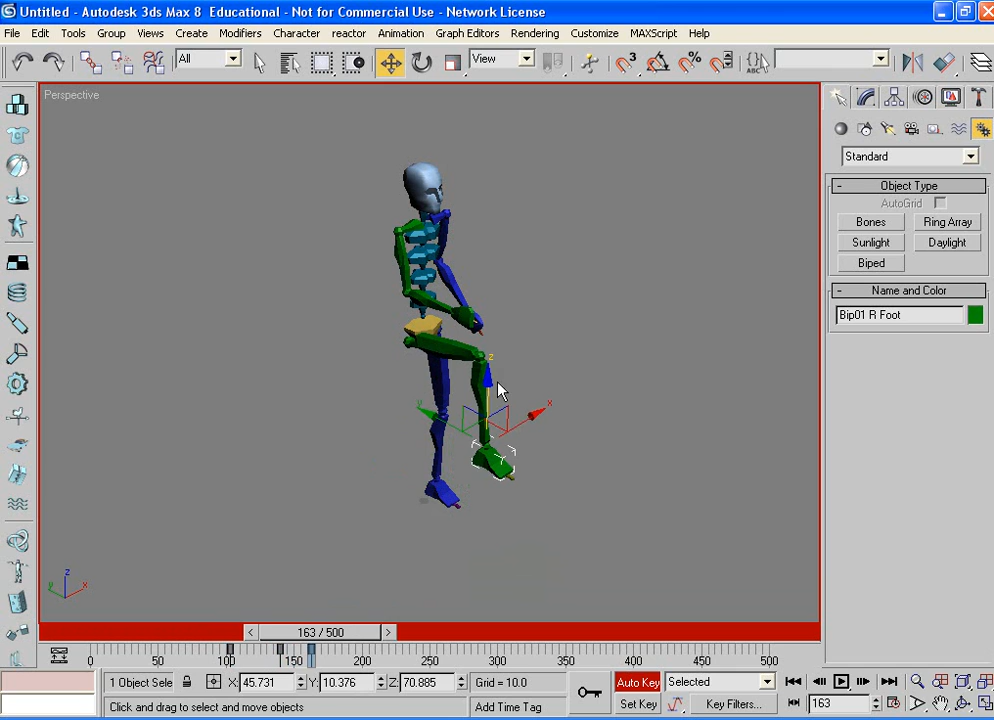 Untitled - Autodesk 3ds Max 8 Educational - Not for Commercial Use - Network License
File Edit Tools Group Views Create Modifiers Character reactor Animation Graph Editors Rendering Customize MAXScript Help
All View 3 % % ABC
Perspective
Standard
- Object Type
AutoGrid
Bones Ring Array
Sunlight Daylight
Biped
- Name and Color
Bip01 R Foot
z
y x
z
y x
< 163 / 500 >
0 50 100 150 200 250 300 350 400 450 500
1 Object Sele X: 45.731 Y: 10.376 Z: 70.885 Grid = 10.0 Auto Key Selected
Click and drag to select and move objects Add Time Tag Set Key Key Filters... 163